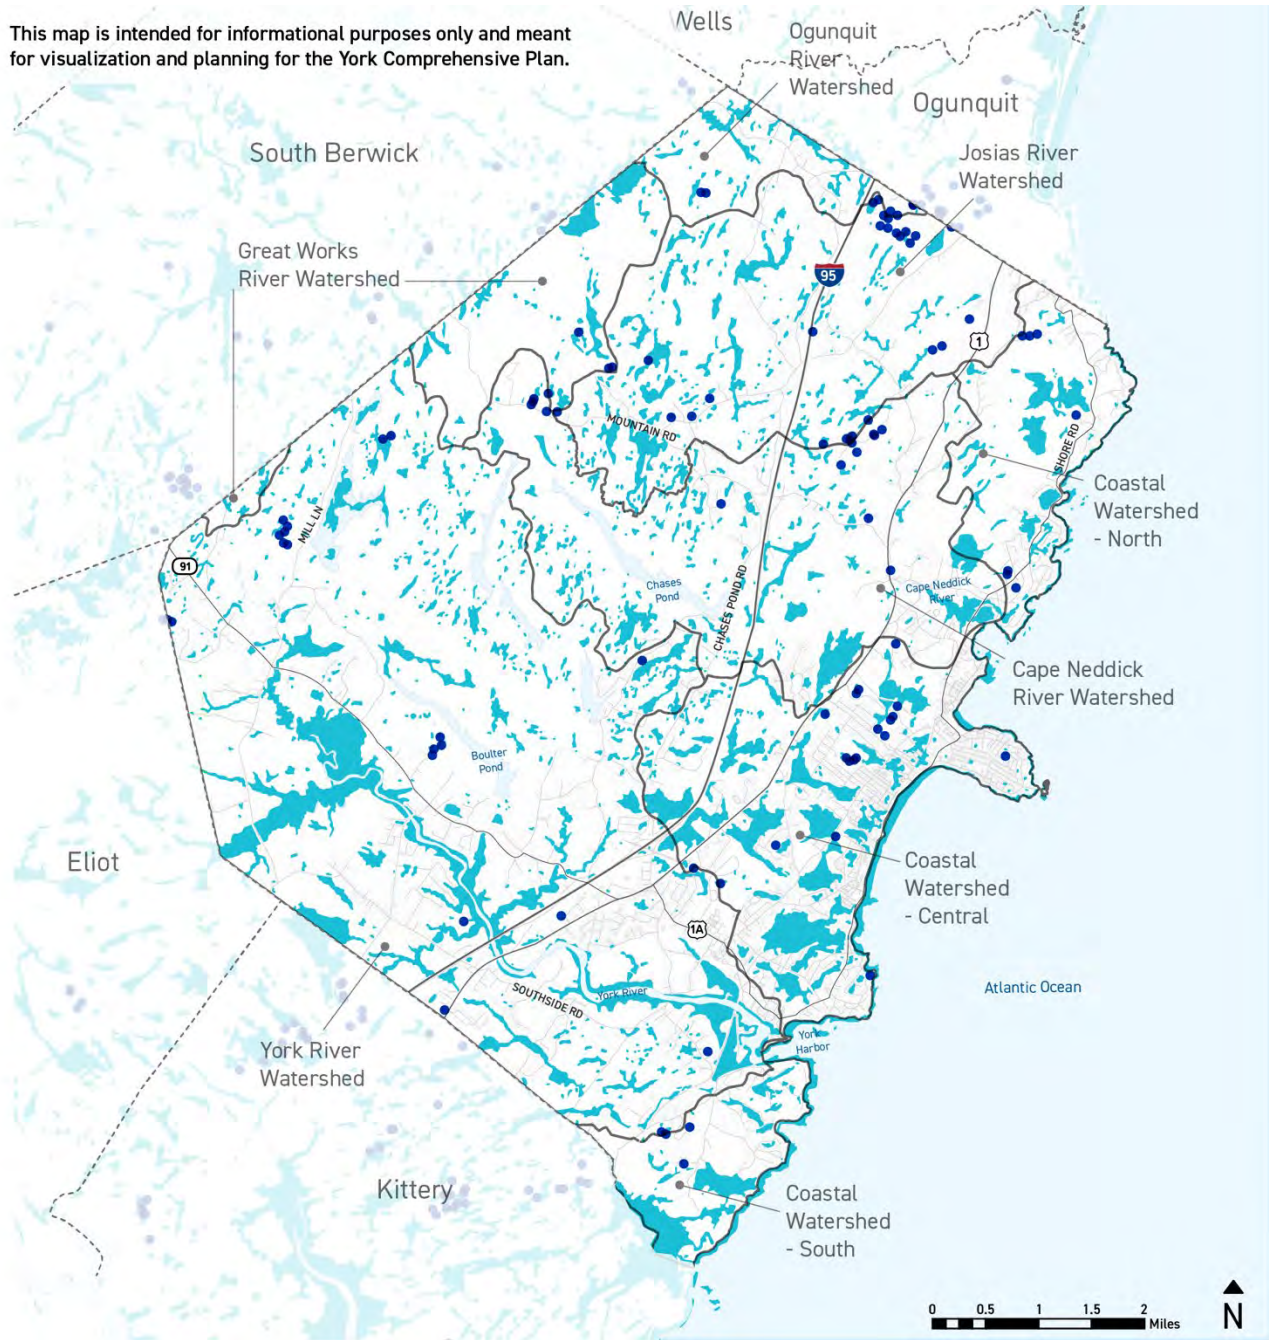 This map is intended for informational purposes only and meant
for visualization and planning for the York Comprehensive Plan.
Wells
Ogunquit
River
Watershed
Ogunquit
South Berwick
Josias River
Watershed
Great Works
River Watershed
95
1
MOUNTAIN RD
SHORE RD
Coastal
Watershed
- North
MILL LN
91
Chases
Pond
CHASES POND RD
Cape Neddick
River
Cape Neddick
River Watershed
Boulter
Pond
Eliot
Coastal
Watershed
- Central
1A
Atlantic Ocean
SOUTHSIDE RD
York River
York
Harbor
York River
Watershed
Kittery
Coastal
Watershed
- South
0 0.5 1 1.5 2
Miles
N